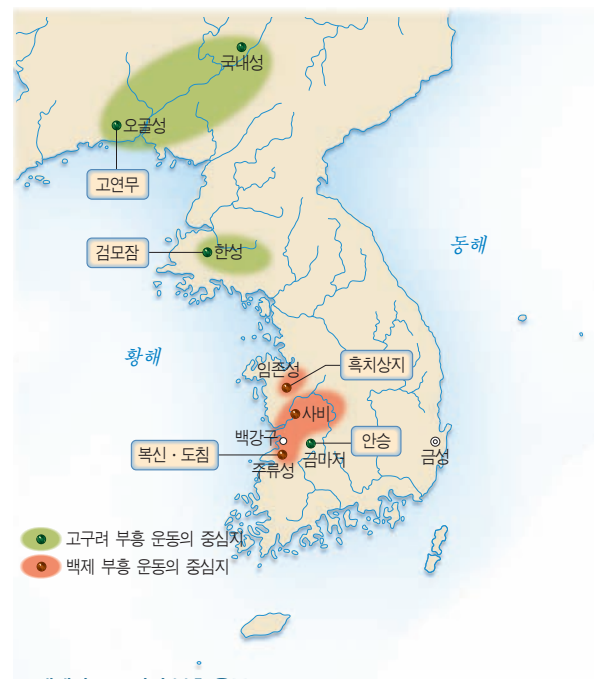 국내성
오골성
고연무
검모잠
한성
동해
황해
임존성
흑치상지
사비
백강구
안승
금성
복신·도침
금마저
주류성
고구려 부흥 운동의 중심지
백제 부흥 운동의 중심지